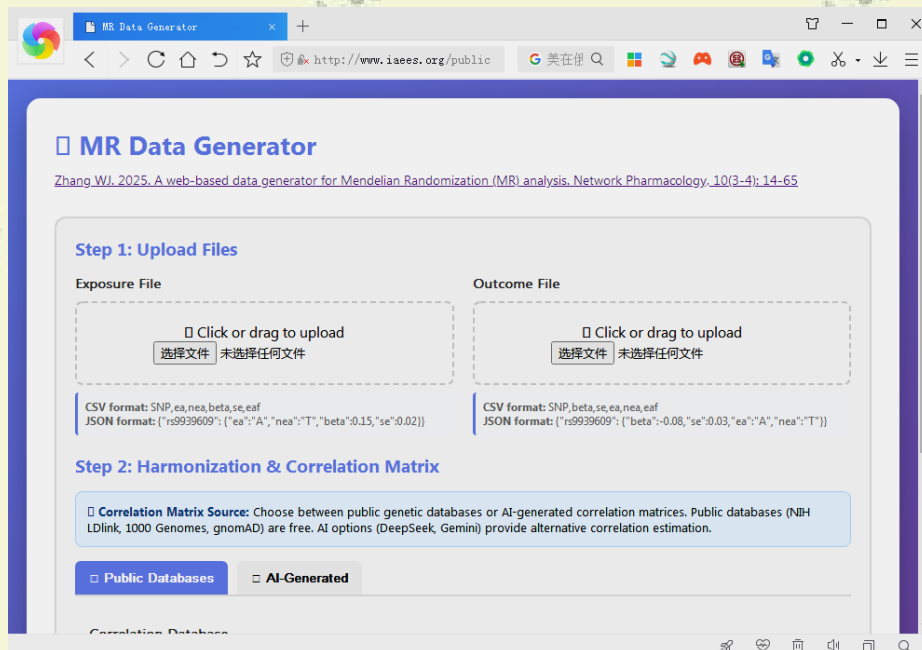 MR Data Generator
http://www.iaees.org/public
美在
MR Data Generator
Zhang WJ. 2025. A web-based data generator for Mendelian Randomization (MR) analysis. Network Pharmacology, 10(3-4): 14-65
Step 1: Upload Files
Exposure File
Click or drag to upload
选择文件 未选择任何文件
CSV format: SNP,ea,nea,beta,se,eaf
JSON format: {"rs9939609": {"ea":"A","nea":"T","beta":0.15,"se":0.02}}
Outcome File
Click or drag to upload
选择文件 未选择任何文件
CSV format: SNP,beta,se,ea,nea,eaf
JSON format: {"rs9939609": {"beta":-0.08,"se":0.03,"ea":"A","nea":"T"}}
Step 2: Harmonization & Correlation Matrix
Correlation Matrix Source: Choose between public genetic databases or AI-generated correlation matrices. Public databases (NIH
LDlink, 1000 Genomes, gnomAD) are free. AI options (DeepSeek, Gemini) provide alternative correlation estimation.
Public Databases
AI-Generated
Correlation Database